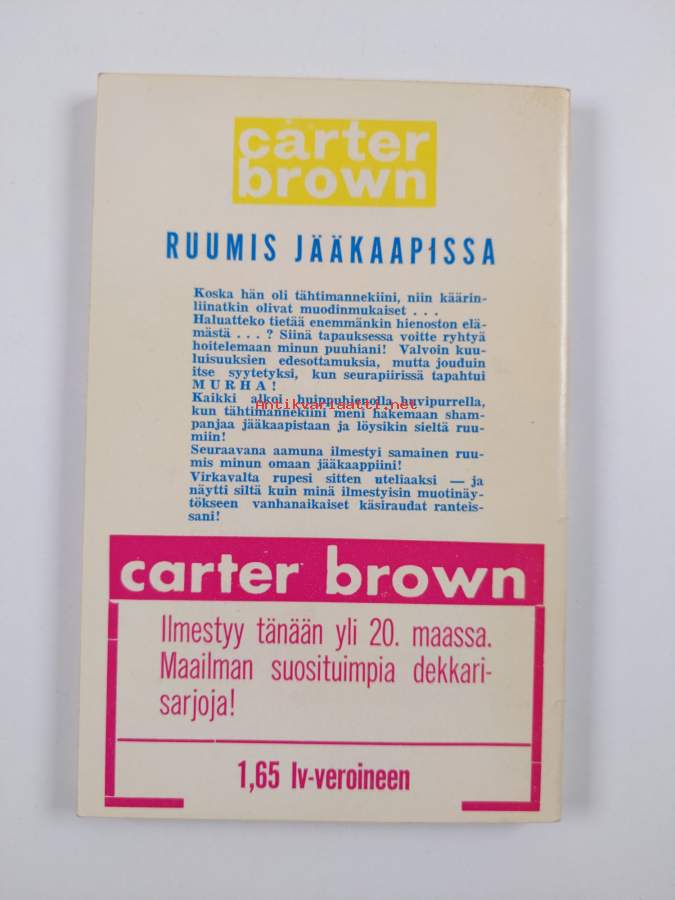 carter
brown
RUUMIS JÄÄKAAPISSA
Koska hän oli tähtimannekiini, niin käärin-
liinatkin olivat muodinmukaiset . . .
Haluatteko tietää enemmänkin hienoston elä-
mästä . . . ? Siinä tapauksessa voitte ryhtyä
hoitelemaan minun puuhiani! Valvoin kuu-
luisuuksien edesottamuksia, mutta jouduin
itse syytetyksi, kun seurapiirissä tapahtui
MURHA!
Kaikki alkoi huippuhienolla huvipurrella,
kun tähtimannekiini meni hakemaan sham-
panjaa jääkaapistaan ja löysikin sieltä ruu-
miin!
Seuraavana aamuna ilmestyi samainen ruu-
mis minun omaan jääkaappiini!
Virkavalta rupesi sitten uteliaaksi — ja
näytti siltä kuin minä ilmestyisin muotinäy-
tökseen vanhanaikaiset käsiraudat ranteis-
sani!
Antikvariaatti.net
carter brown
Ilmestyy tänään yli 20. maassa.
Maailman suosituimpia dekkari-
sarjoja!
1,65 lv-veroineen